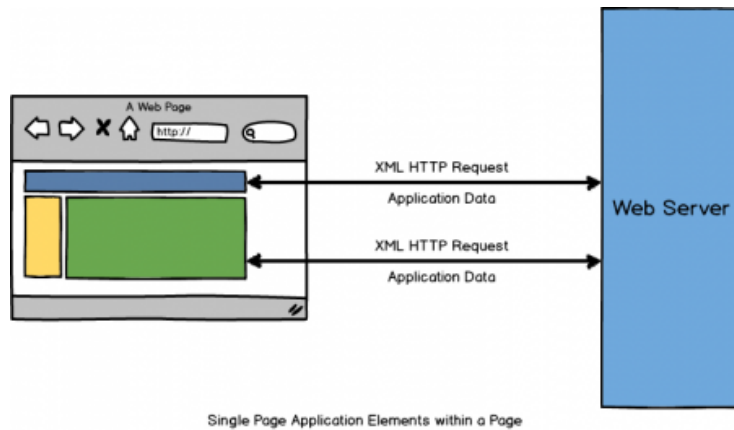 A Web Page
http://
XML HTTP Request
Application Data
XML HTTP Request
Application Data
Web Server
Single Page Application Elements within a Page